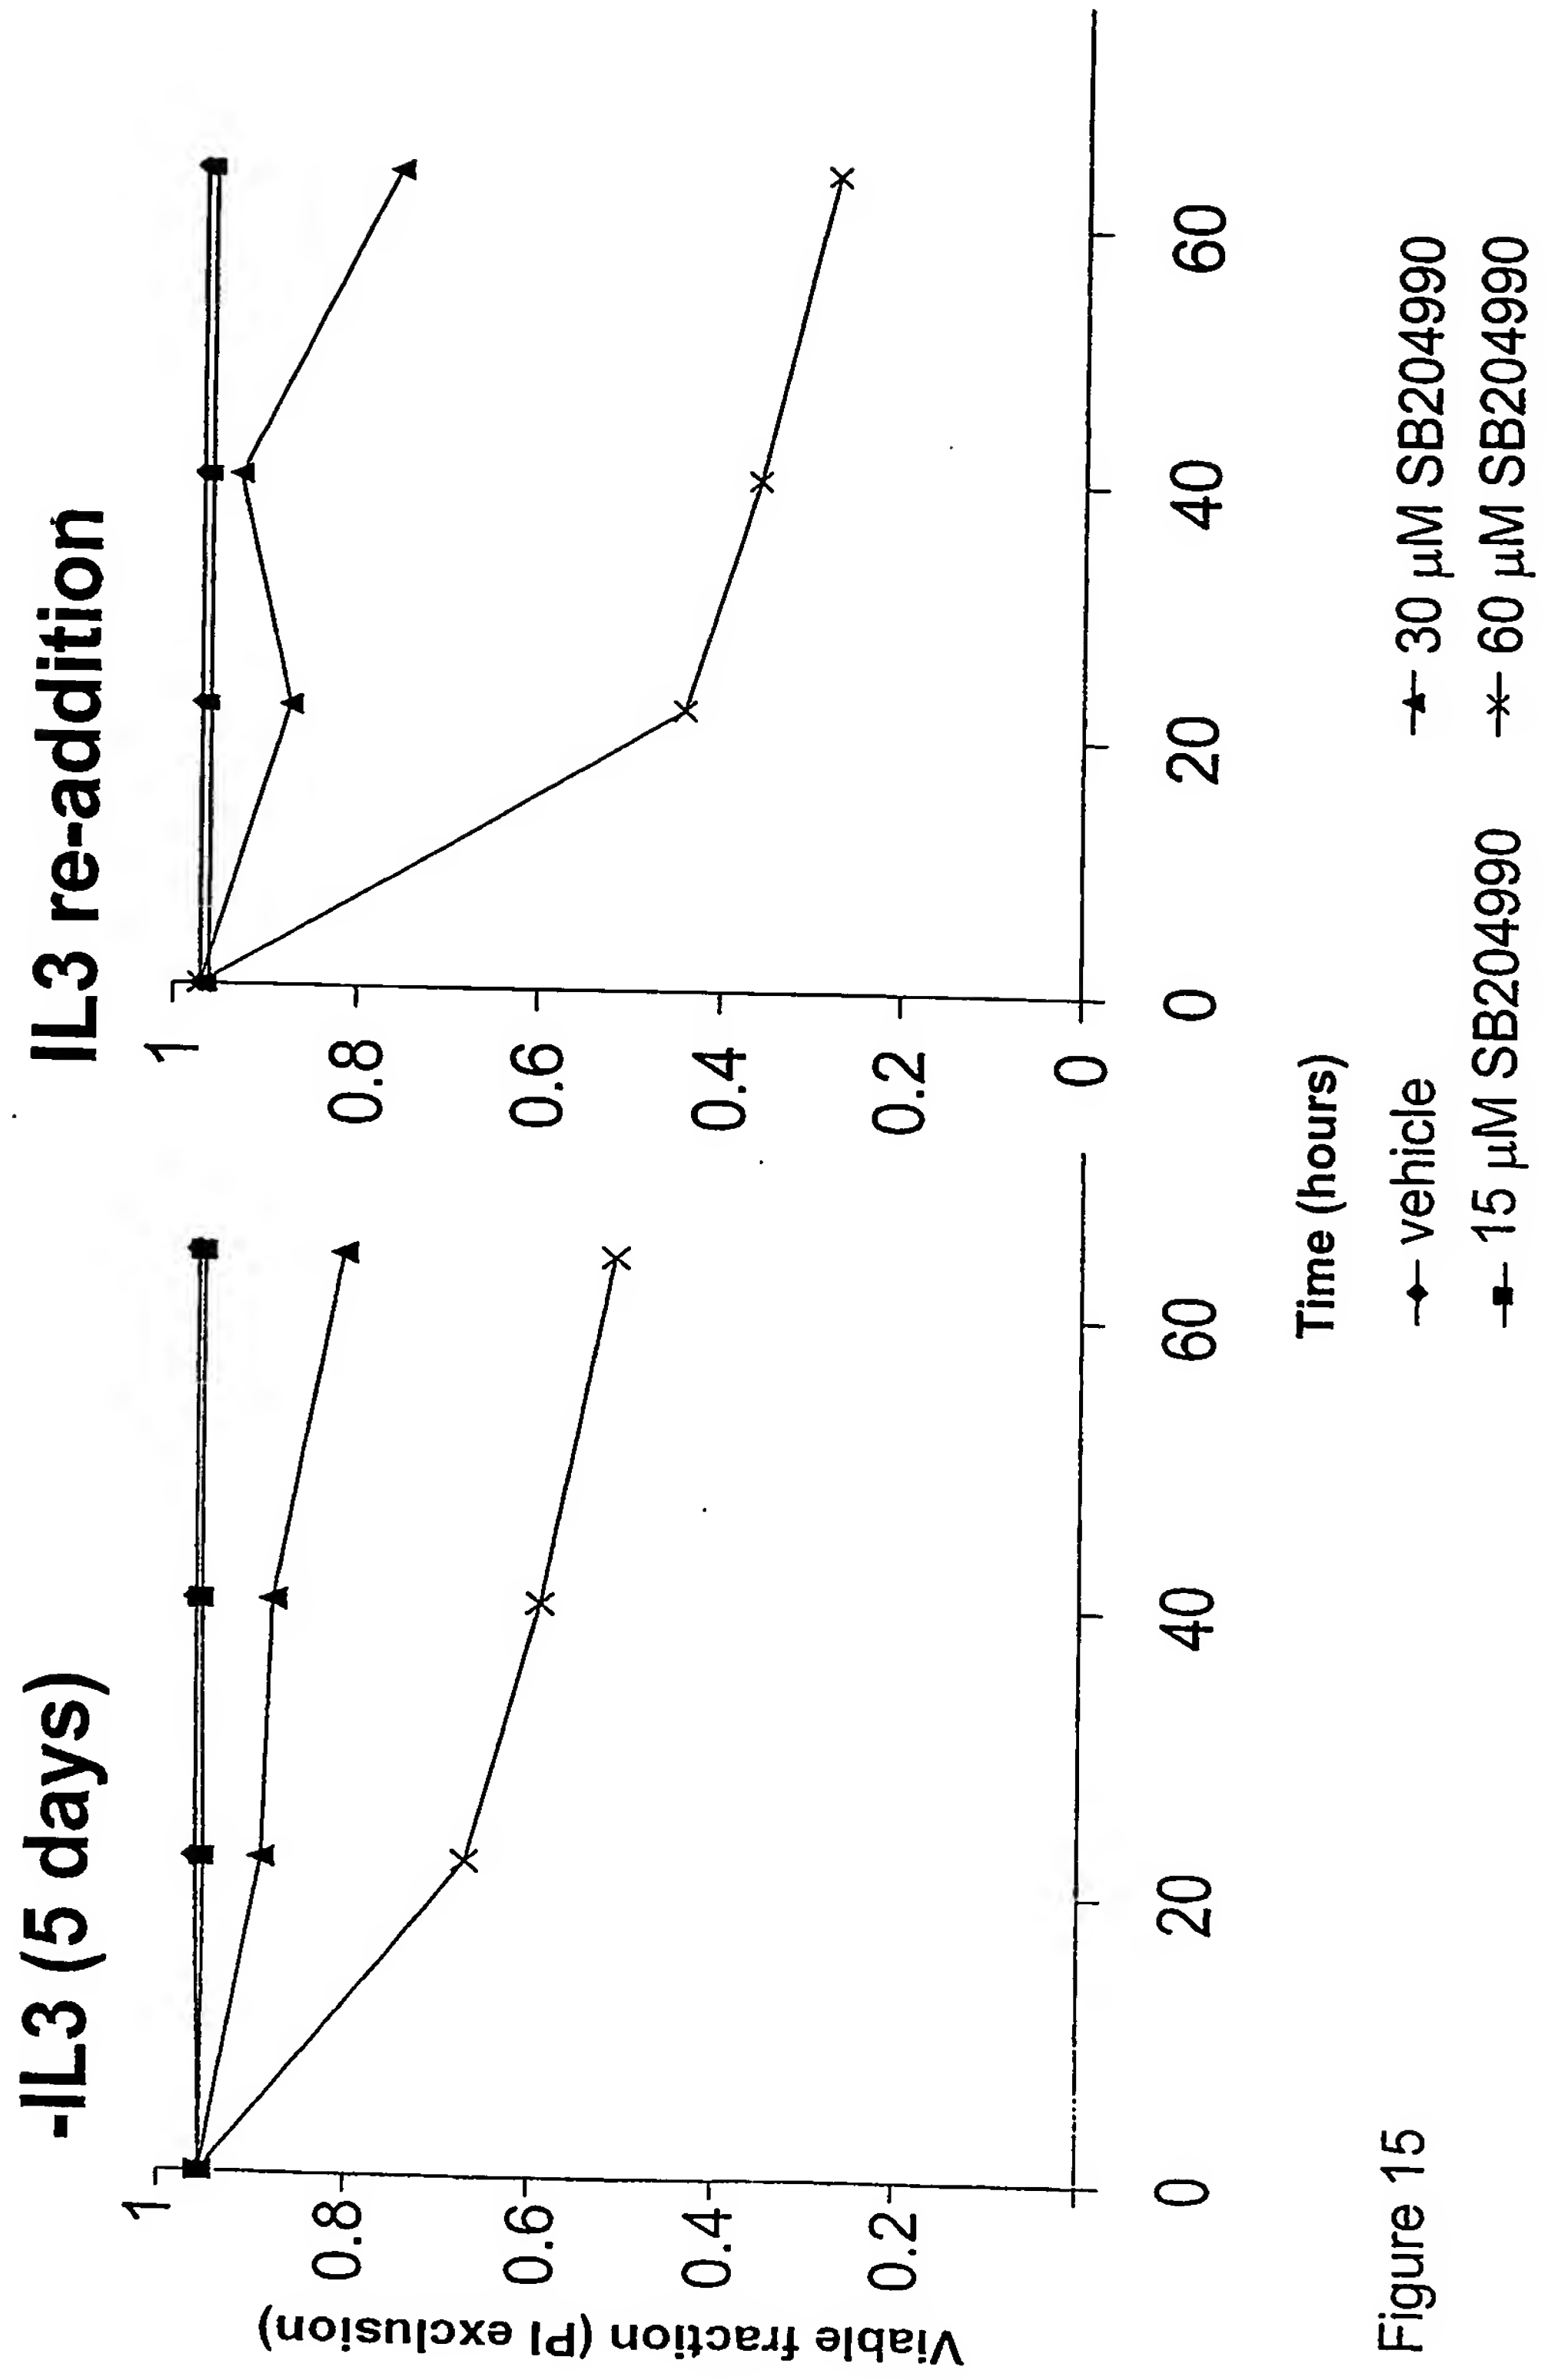 -IL3 (5 days)
IL3 re-addition
Viable fraction (PI exclusion)
1
0.8
0.6
0.4
0.2
0
20
40
60
1
0.8
0.6
0.4
0.2
0
0
20
40
60
Time (hours)
vehicle
30 µM SB204990
15 µM SB204990
60 µM SB204990
Figure 15